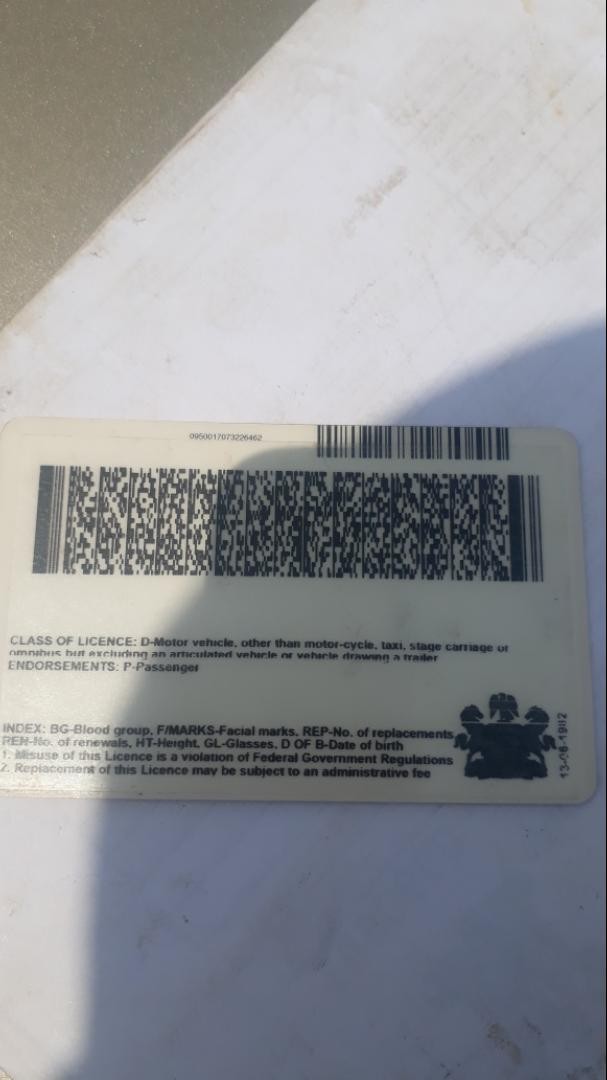 0950017073226462
CLASS OF LICENCE: D-Motor vehicle, other than motor-cycle, taxi, stage carriage or
omnibus but excluding an articulated vehicle or vehicle drawing a trailer
ENDORSEMENTS: P-Passenger
INDEX: BG-Blood group, F/MARKS-Facial marks, REP-No. of replacements
REN-No. of renewals, HT-Height, GL-Glasses, D OF B-Date of birth
1. Misuse of this Licence is a violation of Federal Government Regulations
2. Replacement of this Licence may be subject to an administrative fee
13-06-1982